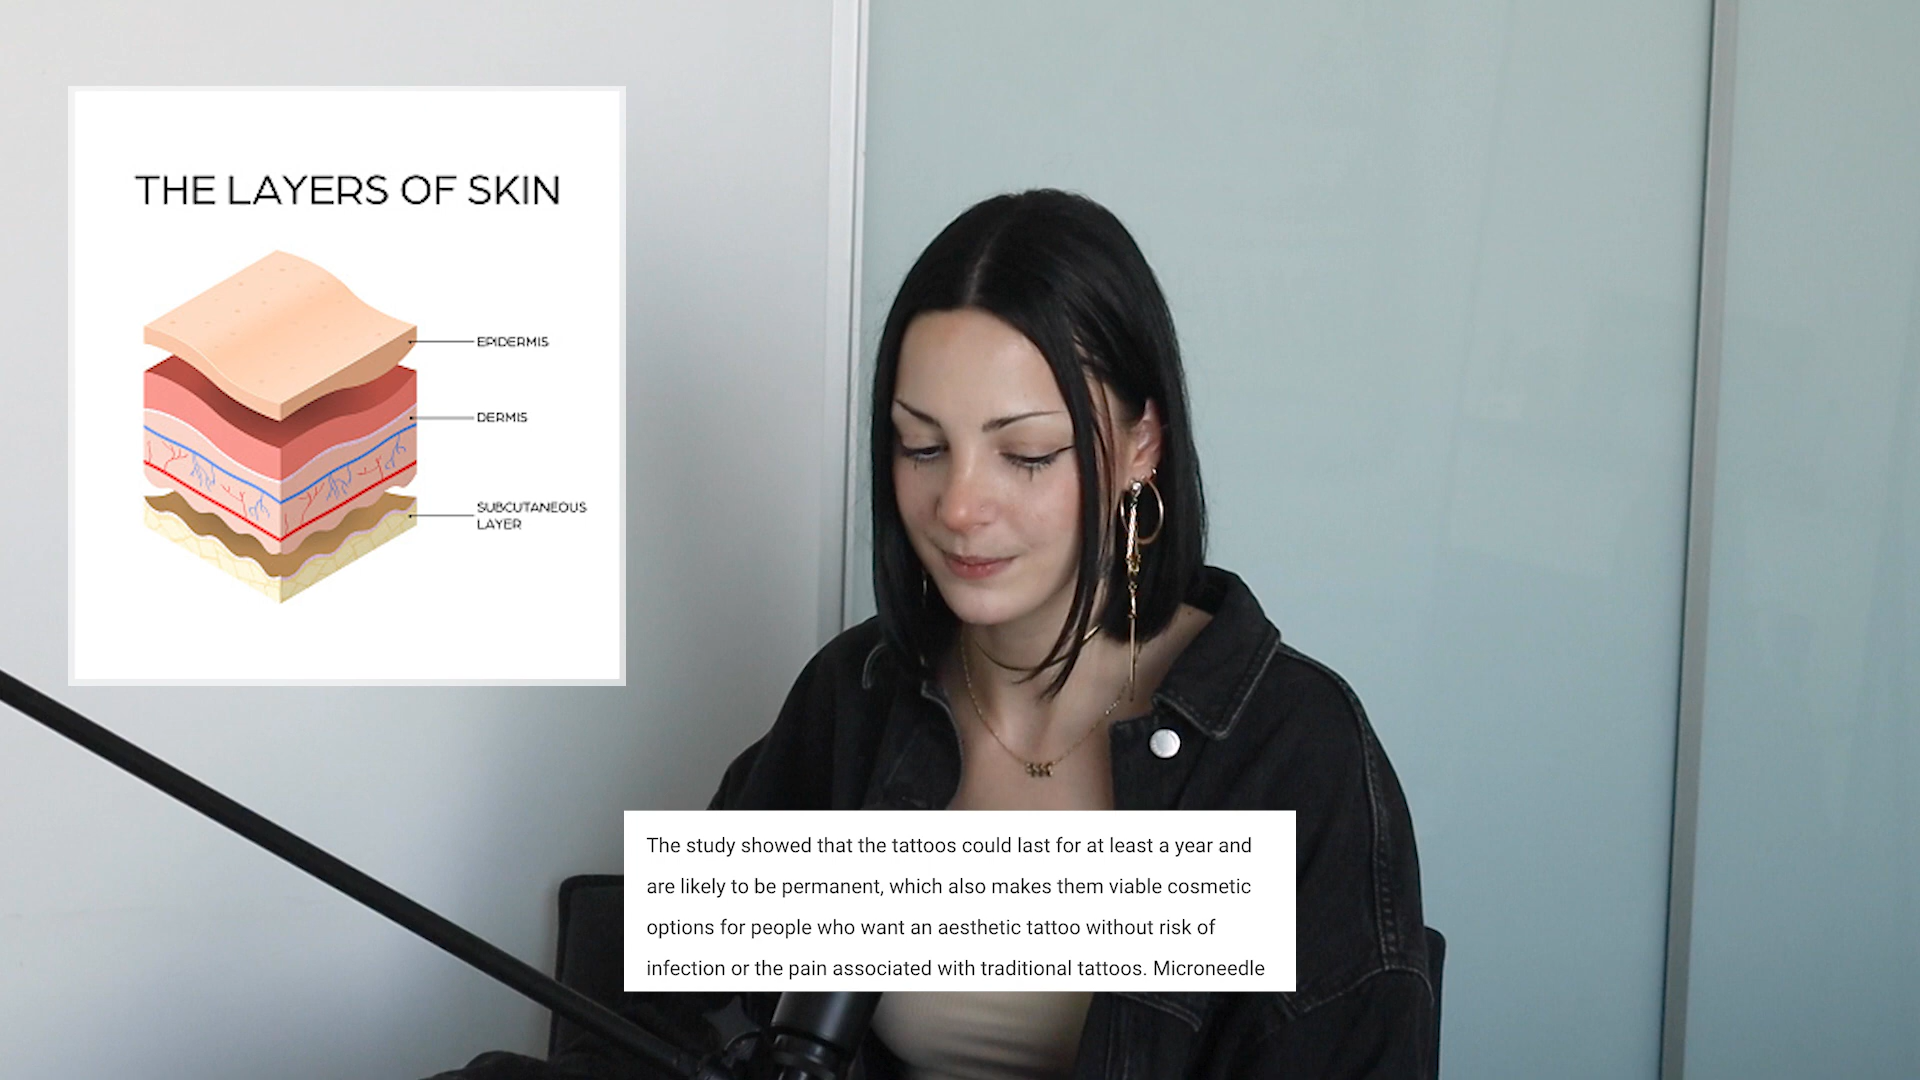 THE LAYERS OF SKIN
EPIDERMIS
DERMIS
SUBCUTANEOUS
LAYER
The study showed that the tattoos could last for at least a year and
are likely to be permanent, which also makes them viable cosmetic
options for people who want an aesthetic tattoo without risk of
infection or the pain associated with traditional tattoos. Microneedle